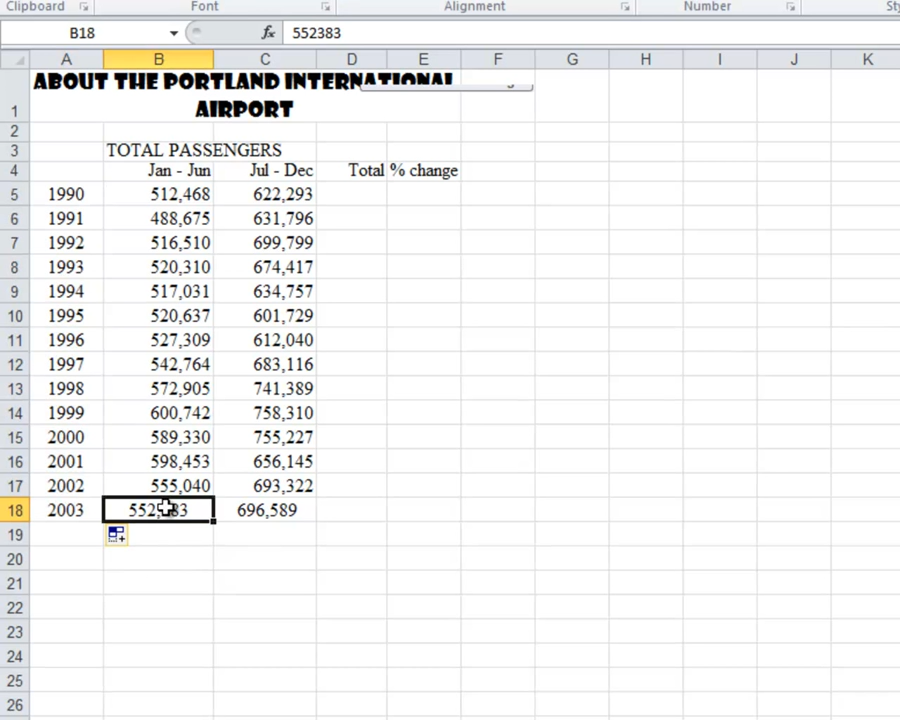 Clipboard Font Alignment Number
B18 fx 552383
A B C D E F G H I J K
ABOUT THE PORTLAND INTERNATIONAL
1 AIRPORT
2
3 TOTAL PASSENGERS
4 Jan - Jun Jul - Dec Total % change
5 1990 512,468 622,293
6 1991 488,675 631,796
7 1992 516,510 699,799
8 1993 520,310 674,417
9 1994 517,031 634,757
10 1995 520,637 601,729
11 1996 527,309 612,040
12 1997 542,764 683,116
13 1998 572,905 741,389
14 1999 600,742 758,310
15 2000 589,330 755,227
16 2001 598,453 656,145
17 2002 555,040 693,322
18 2003 552,383 696,589
19
20
21
22
23
24
25
26